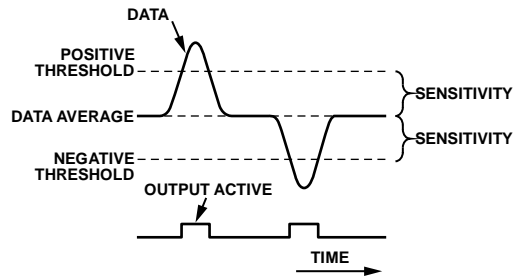 DATA
POSITIVE
THRESHOLD
SENSITIVITY
DATA AVERAGE
SENSITIVITY
NEGATIVE
THRESHOLD
OUTPUT ACTIVE
TIME